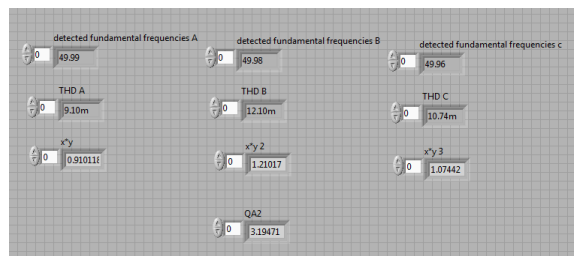 detected fundamental frequencies A
detected fundamental frequencies B
detected fundamental frequencies c
0 49.99
0 49.98
0 49.96
THD A
THD B
THD C
0 9.10m
0 12.10m
0 10.74m
x*y
x*y 2
x*y 3
0 0.910118
0 1.21017
0 1.07442
QA2
0 3.19471